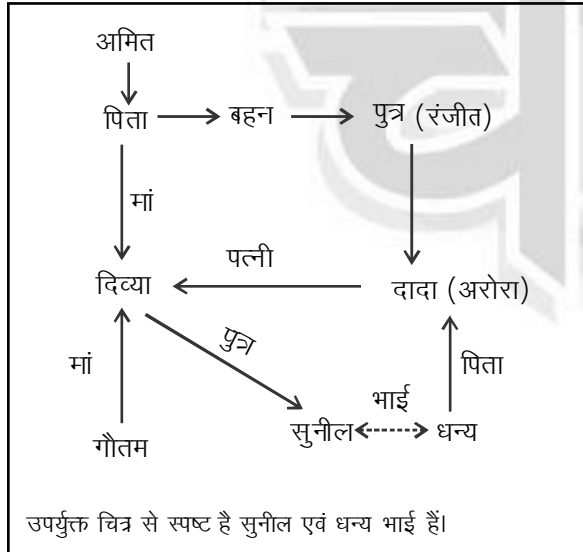 अमित
पिता बहन पुत्र (रंजीत)
मां
पत्नी
दिव्या दादा (अरोरा)
पुत्र
मां पिता
भाई
गौतम सुनील धन्य
उपर्युक्त चित्र से स्पष्ट है सुनील एवं धन्य भाई हैं।